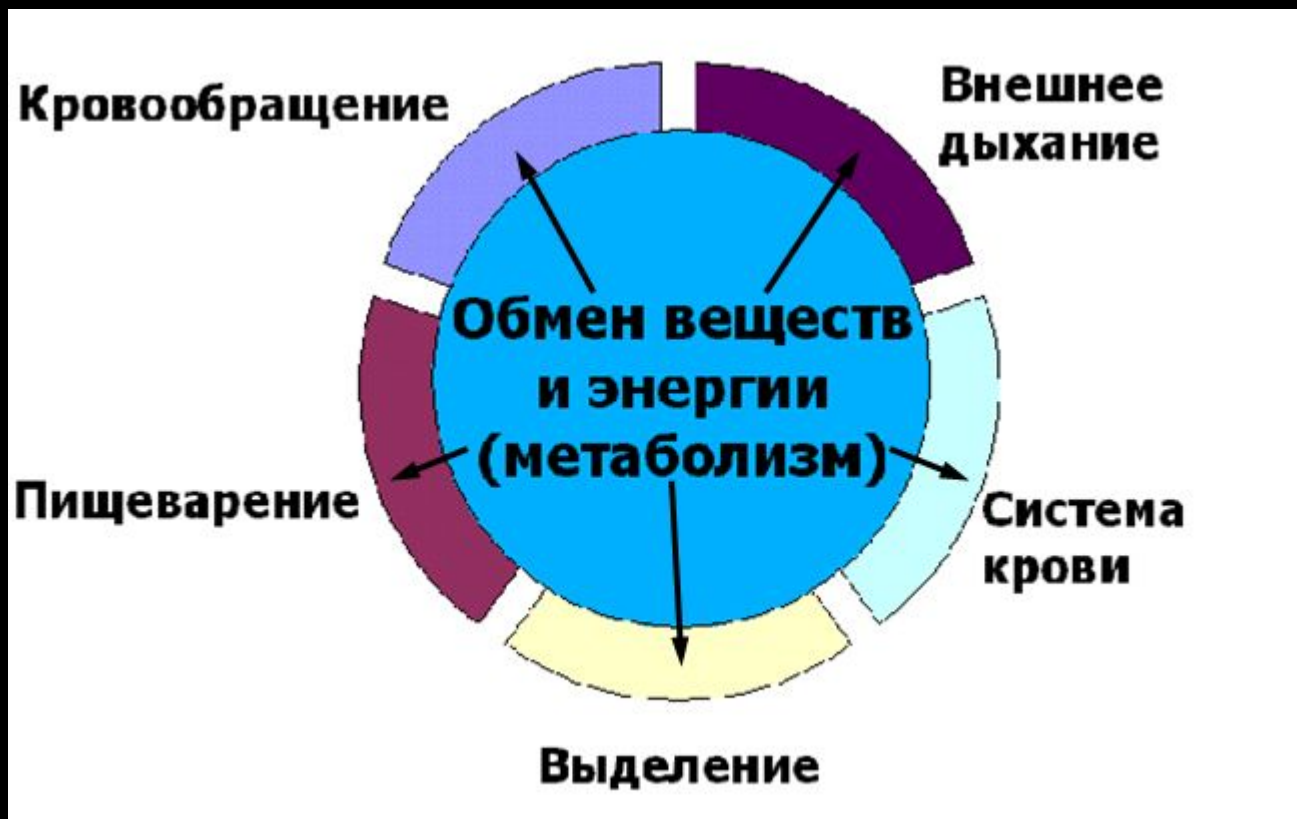 Кровообращение
Внешнее
дыхание
Обмен веществ
и энергии
(метаболизм)
Пищеварение
Система
крови
Выделение